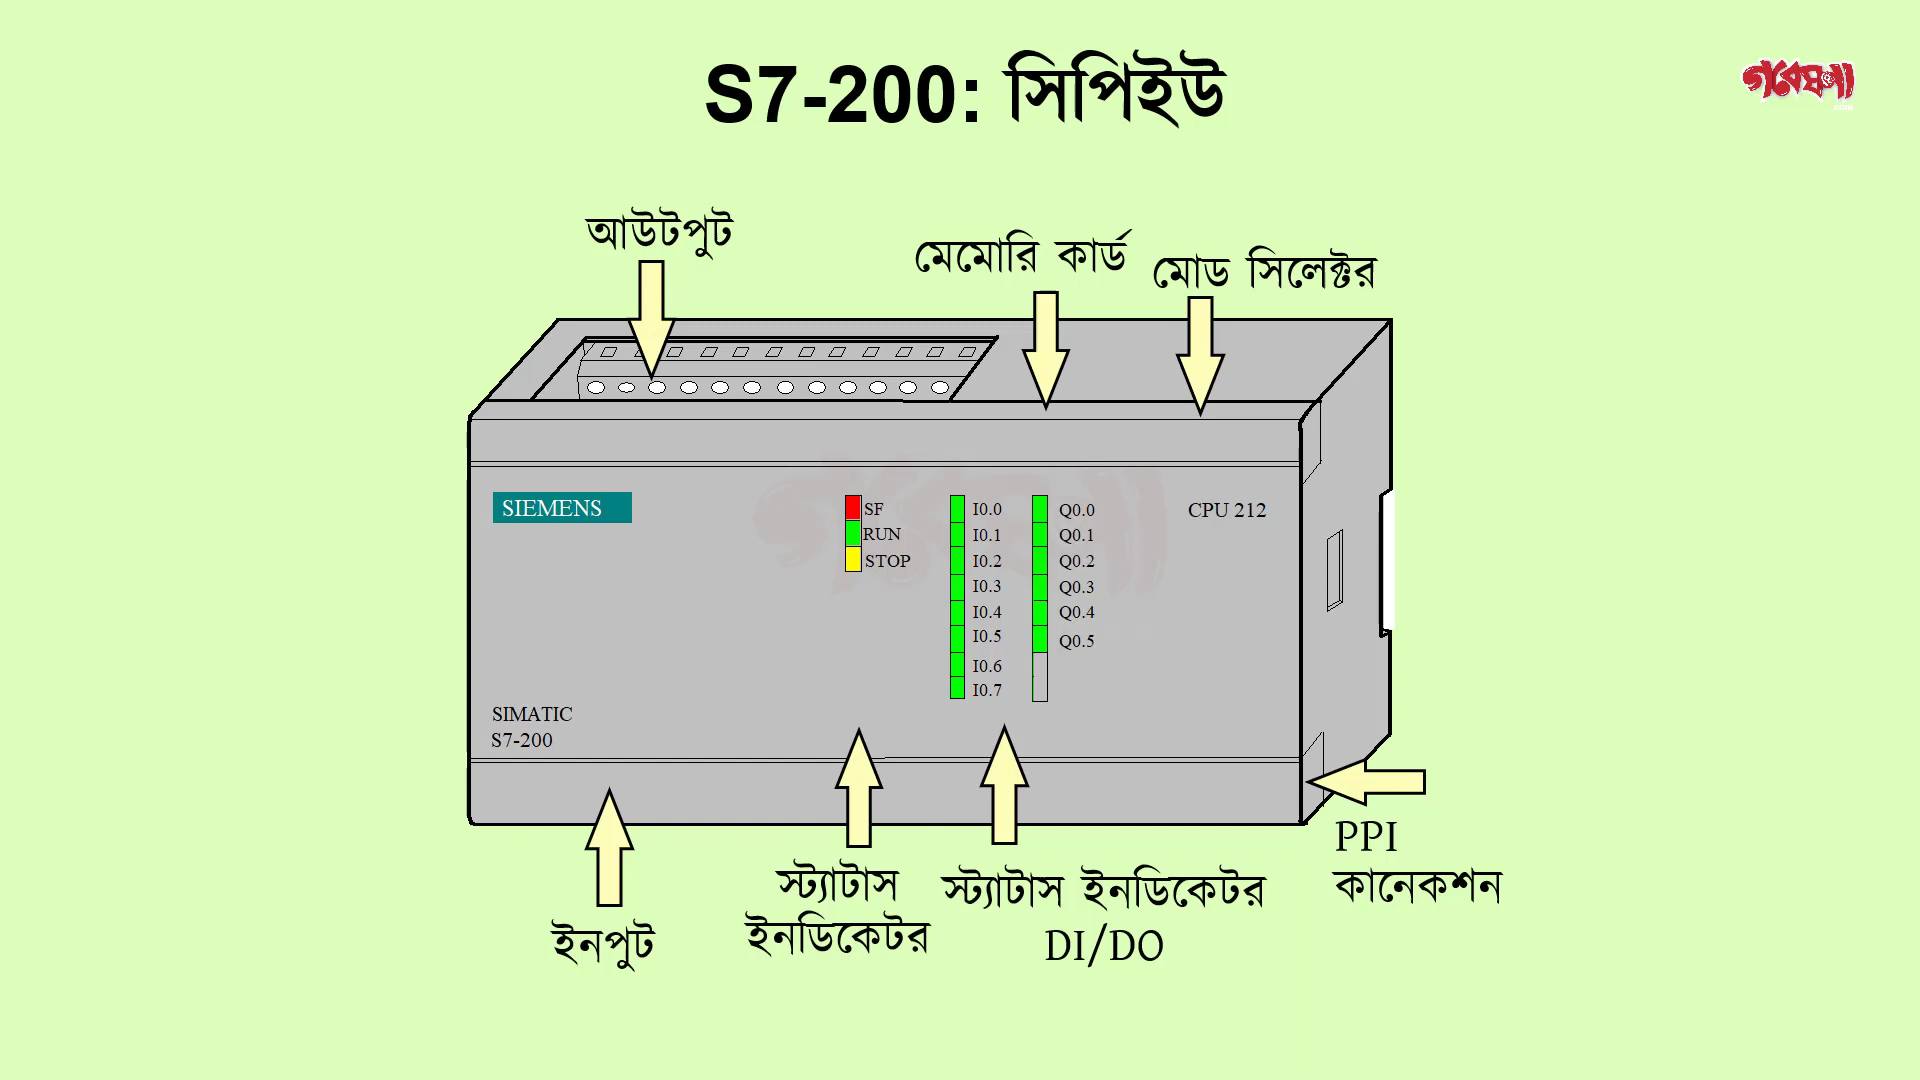 S7-200: সিপিইউ
গবেষণা
আউটপুট
মেমোরি কার্ড
মোড সিলেক্টর
SIEMENS
SF
RUN
STOP
I0.0
I0.1
I0.2
I0.3
I0.4
I0.5
I0.6
I0.7
Q0.0
Q0.1
Q0.2
Q0.3
Q0.4
Q0.5
CPU 212
SIMATIC
S7-200
ইনপুট
স্ট্যাটাস
ইনডিকেটর
স্ট্যাটাস ইনডিকেটর
DI/DO
PPI
কানেকশন